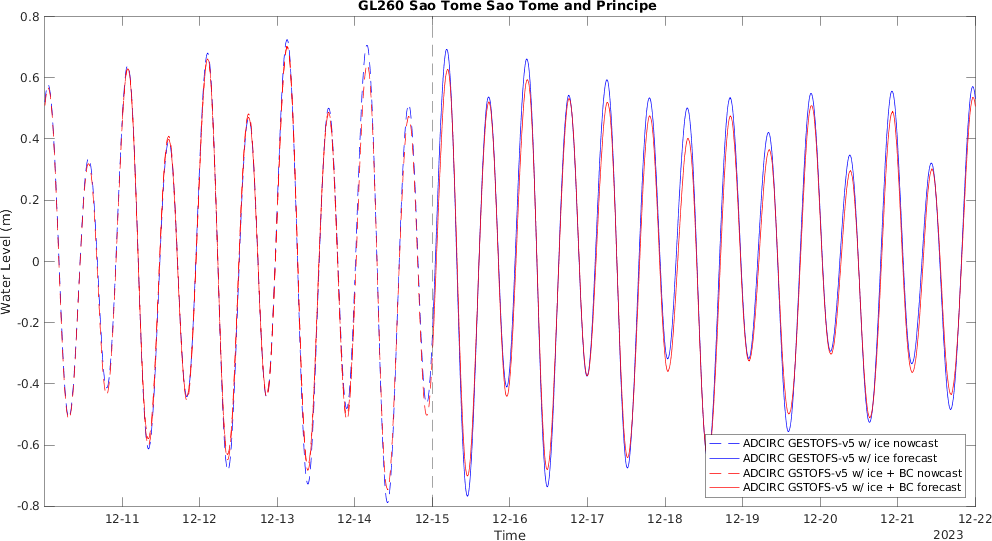 GL260 Sao Tome Sao Tome and Principe
0.8
0.6
0.4
0.2
0
-0.2
-0.4
-0.6
-0.8
Water Level (m)
ADCIRC GESTOFS-v5 w/ ice nowcast
ADCIRC GESTOFS-v5 w/ ice forecast
ADCIRC GSTOFS-v5 w/ ice + BC nowcast
ADCIRC GSTOFS-v5 w/ ice + BC forecast
12-11 12-12 12-13 12-14 12-15 12-16 12-17 12-18 12-19 12-20 12-21 12-22
Time
2023